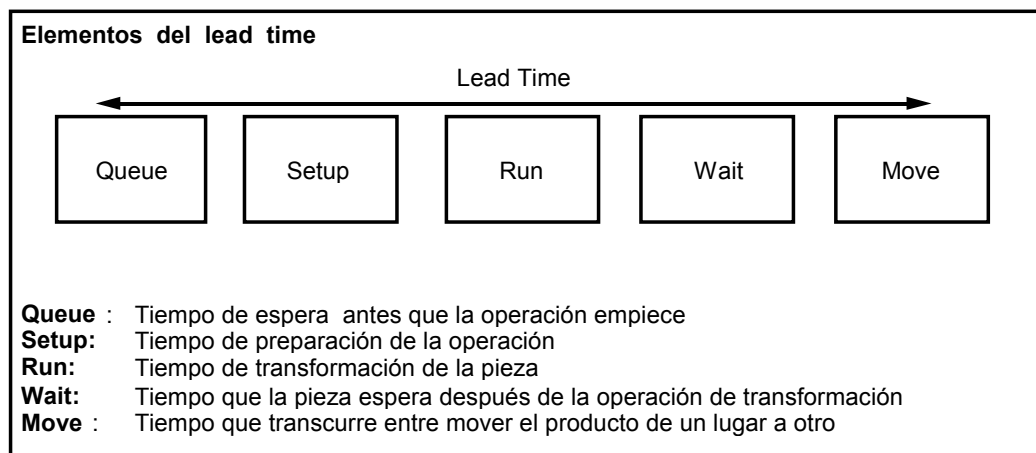 Elementos del lead time
Lead Time
Queue
Setup
Run
Wait
Move
Queue : Tiempo de espera antes que la operación empiece
Setup: Tiempo de preparación de la operación
Run: Tiempo de transformación de la pieza
Wait: Tiempo que la pieza espera después de la operación de transformación
Move : Tiempo que transcurre entre mover el producto de un lugar a otro